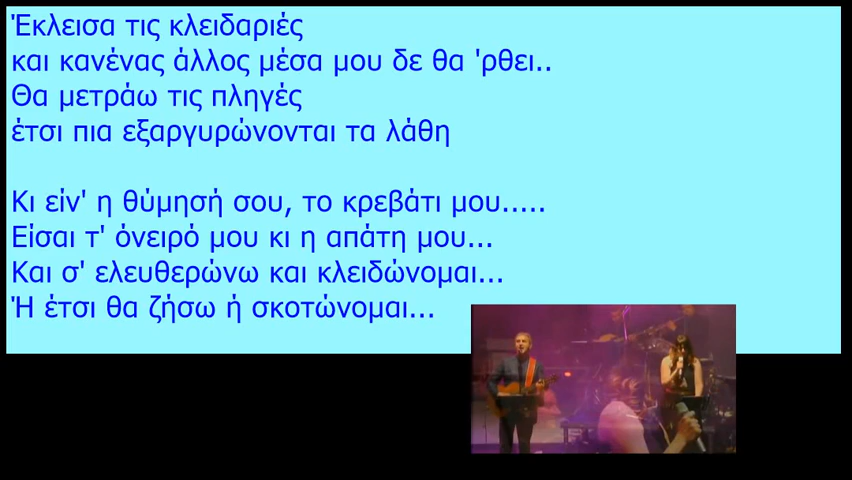 Έκλεισα τις κλειδαριές
και κανένας άλλος μέσα μου δε θα 'ρθει..
Θα μετράω τις πληγές
έτσι πια εξαργυρώνονται τα λάθη
Κι είν' η θύμησή σου, το κρεβάτι μου.....
Είσαι τ' όνειρό μου κι η απάτη μου...
Και σ' ελευθερώνω και κλειδώνομαι...
Ή έτσι θα ζήσω ή σκοτώνομαι...